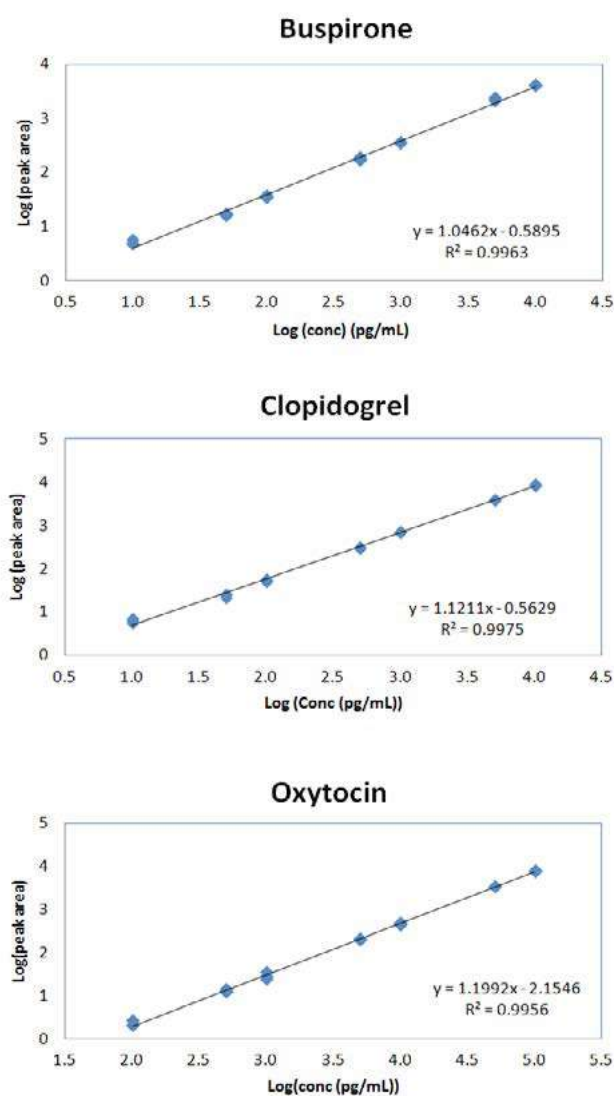 Buspirone
4
3
2
1
0
Log (peak area)
y = 1.0462x - 0.5895
R² = 0.9963
0.5 1.0 1.5 2.0 2.5 3.0 3.5 4.0 4.5
Log (conc) (pg/mL)
Clopidogrel
5
4
3
2
1
0
Log (peak area)
y = 1.1211x - 0.5629
R² = 0.9975
0.5 1.0 1.5 2.0 2.5 3.0 3.5 4.0 4.5
Log (Conc (pg/mL))
Oxytocin
5
4
3
2
1
0
Log(peak area)
y = 1.1992x - 2.1546
R² = 0.9956
1.5 2.0 2.5 3.0 3.5 4.0 4.5 5.0 5.5
Log(conc (pg/mL))